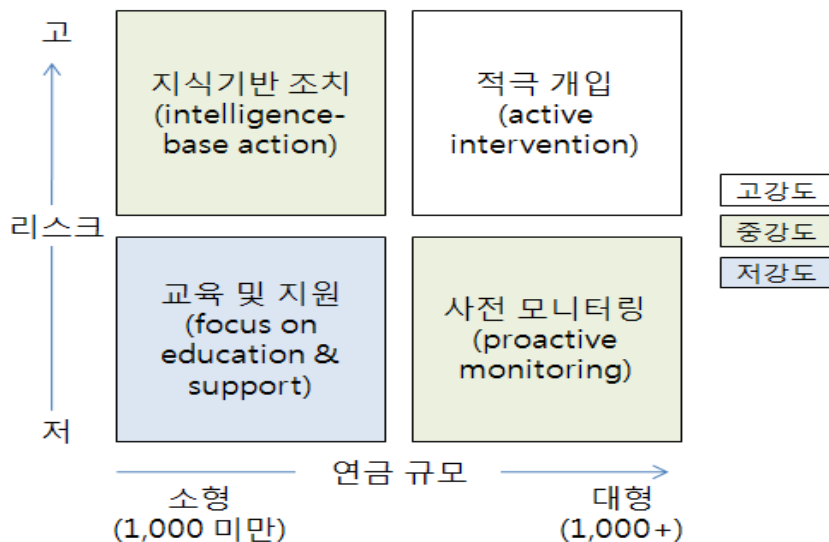 고
지식기반 조치
(intelligence-
base action)
적극 개입
(active
intervention)
고강도
리스크
중강도
저강도
교육 및 지원
(focus on
education &
support)
사전 모니터링
(proactive
monitoring)
저
연금 규모
소형
(1,000 미만)
대형
(1,000+)